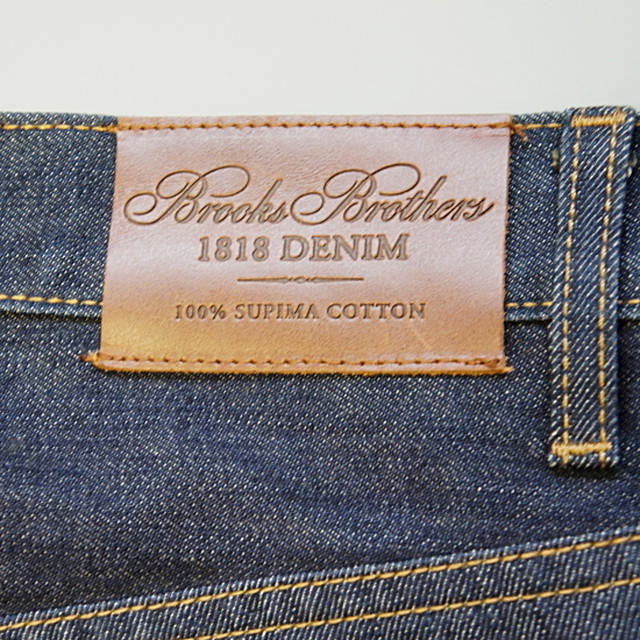 Brooks Brothers
1818 DENIM
100% SUPIMA COTTON